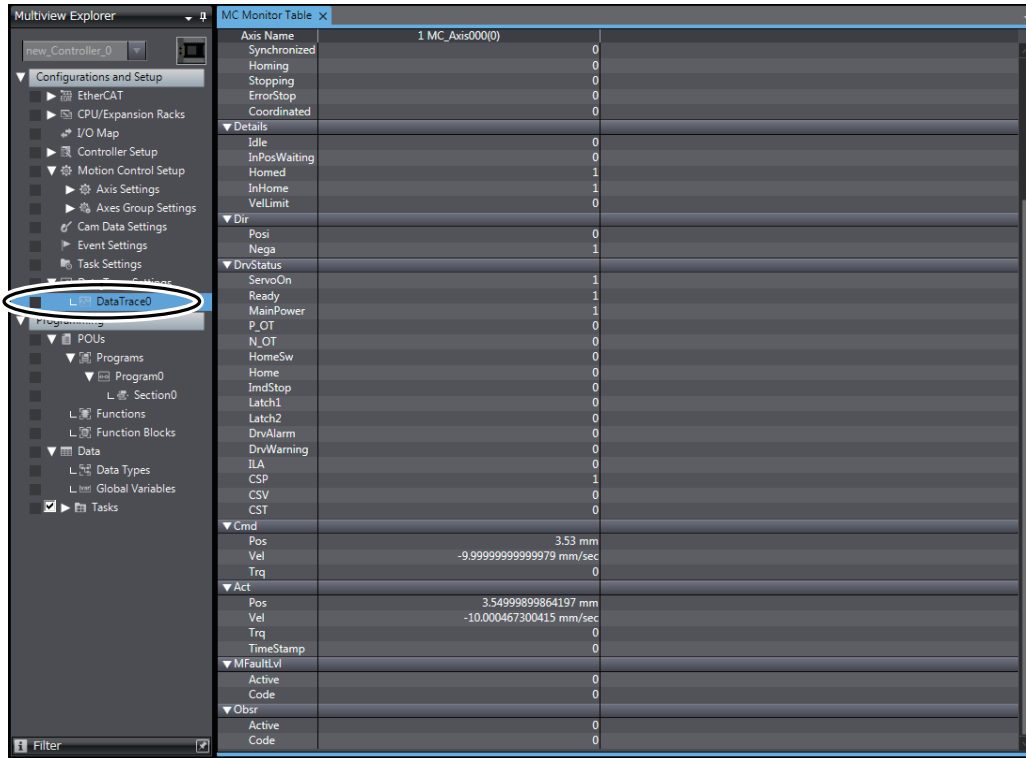 Multiview Explorer
new_Controller_0
Configurations and Setup
EtherCAT
CPU/Expansion Racks
I/O Map
Controller Setup
Motion Control Setup
Axis Settings
Axes Group Settings
Cam Data Settings
Event Settings
Task Settings
Settings
DataTrace0
Programming
POUs
Programs
Program0
Section0
Functions
Function Blocks
Data
Data Types
Global Variables
Tasks
Filter
MC Monitor Table
Axis Name 1 MC_Axis000(0)
Synchronized 0
Homing 0
Stopping 0
ErrorStop 0
Coordinated 0
Details
Idle 0
InPosWaiting 0
Homed 1
InHome 1
VelLimit 0
Dir
Posi 0
Nega 1
DrvStatus
ServoOn 1
Ready 1
MainPower 1
P_OT 0
N_OT 0
HomeSw 0
Home 0
ImdStop 0
Latch1 0
Latch2 0
DrvAlarm 0
DrvWarning 0
ILA 0
CSP 1
CSV 0
CST 0
Cmd
Pos 3.53 mm
Vel -9.99999999999979 mm/sec
Trq 0
Act
Pos 3.54999899864197 mm
Vel -10.000467300415 mm/sec
Trq 0
TimeStamp 0
MFaultLvl
Active 0
Code 0
Obsr
Active 0
Code 0